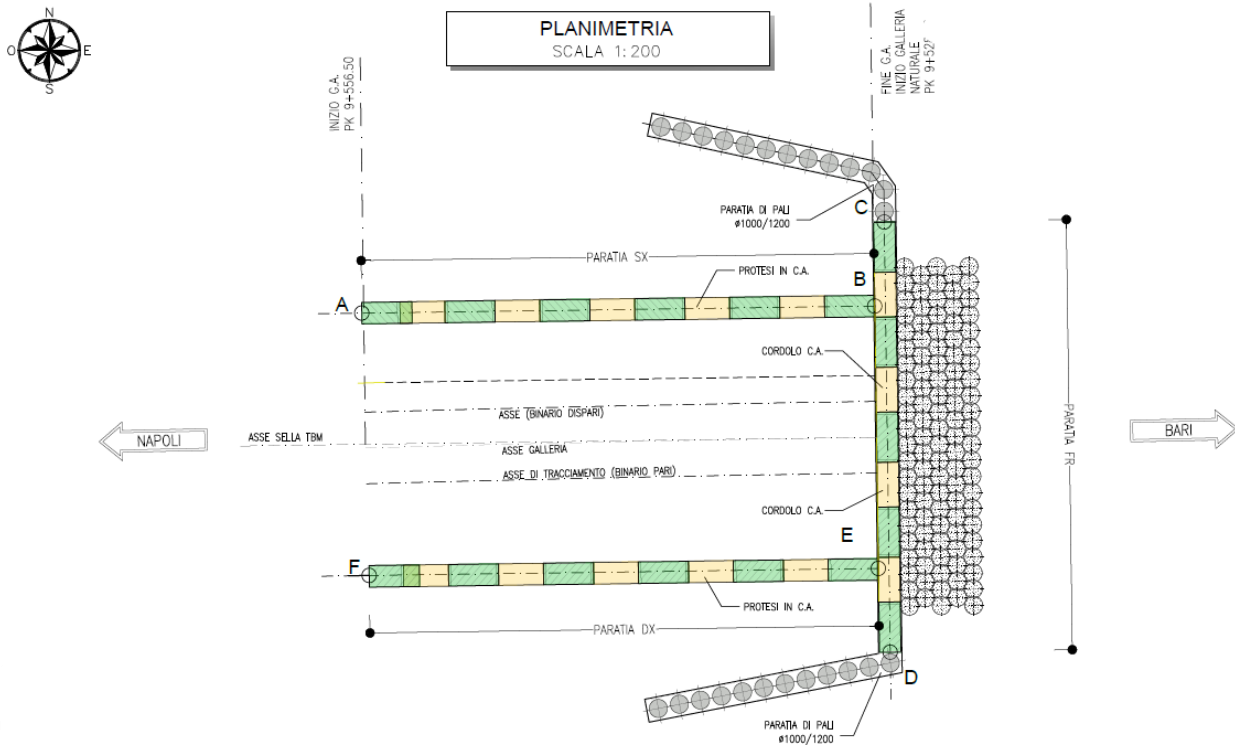 N
O
E
S
PLANIMETRIA
SCALA 1:200
INIZIO G.A.
PK 9+556.50
FINE G.A.
INIZIO GALLERIA
NATURALE
PARATIA DI PALI
ø1000/1200
C
PARATIA SX
PROTESI IN C.A.
B
A
CORDOLO C.A.
PARATIA FR
ASSE (BINARIO DISPARI)
NAPOLI
ASSE SELLA TBM
ASSE GALLERIA
BARI
ASSE DI TRACCIAMENTO (BINARIO PARI)
CORDOLO C.A.
E
F
PROTESI IN C.A.
PARATIA DX
D
PARATIA DI PALI
ø1000/1200